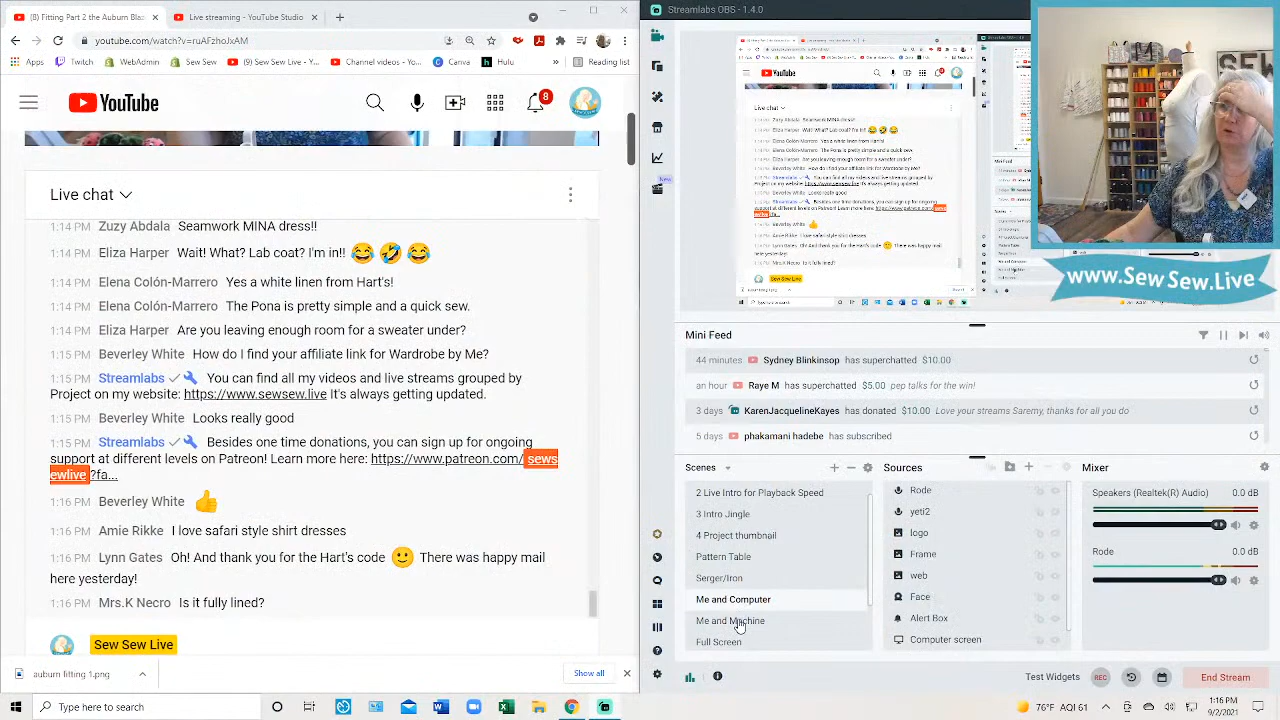 (B) Fitting Part 2 the Auburn Blaz
Live streaming - YouTube Studio
Streamlabs OBS - 1.4.0
Apps
Twitch
Canva
Hulu
Reading list
YouTube
8
Live chat
1:14 PM Zuzy Abdala Seamwork MINA dress!
1:14 PM Eliza Harper Wait! What? Lab coat? I'm in!!
1:14 PM Elena Colón-Marrero Yes a white linen from Hart's!
1:14 PM Elena Colón-Marrero The Pona is pretty simple and a quick sew.
1:14 PM Eliza Harper Are you leaving enough room for a sweater under?
1:15 PM Beverley White How do I find your affiliate link for Wardrobe by Me?
1:15 PM Streamlabs You can find all my videos and live streams grouped by
Project on my website: https://www.sewsew.live It's always getting updated.
1:15 PM Beverley White Looks really good
1:15 PM Streamlabs Besides one time donations, you can sign up for ongoing
support at different levels on Patreon! Learn more here: https://www.patreon.com/sews
ewlive?fa...
1:16 PM Beverley White
1:16 PM Amie Rikke I love safari style shirt dresses
1:16 PM Lynn Gates Oh! And thank you for the Hart's code There was happy mail
here yesterday!
1:16 PM Mrs.K Necro Is it fully lined?
Sew Sew Live
auburn fitting 1.png
Show all
Type here to search
New
www.SewSew.Live
Mini Feed
44 minutes Sydney Blinkinsop has superchatted $10.00
an hour Raye M has superchatted $5.00 pep talks for the win!
3 days KarenJacquelineKayes has donated $10.00 Love your streams Saremy, thanks for all you do
5 days phakamani hadebe has subscribed
Scenes
2 Live Intro for Playback Speed
3 Intro Jingle
4 Project thumbnail
Pattern Table
Serger/Iron
Me and Computer
Me and Machine
Full Screen
Sources
Rode
yeti2
logo
Frame
web
Face
Alert Box
Computer screen
Mixer
Speakers (Realtek(R) Audio) 0.0 dB
Rode 0.0 dB
Test Widgets
REC
End Stream
76°F AQI 61
1:16 PM
9/2/2021